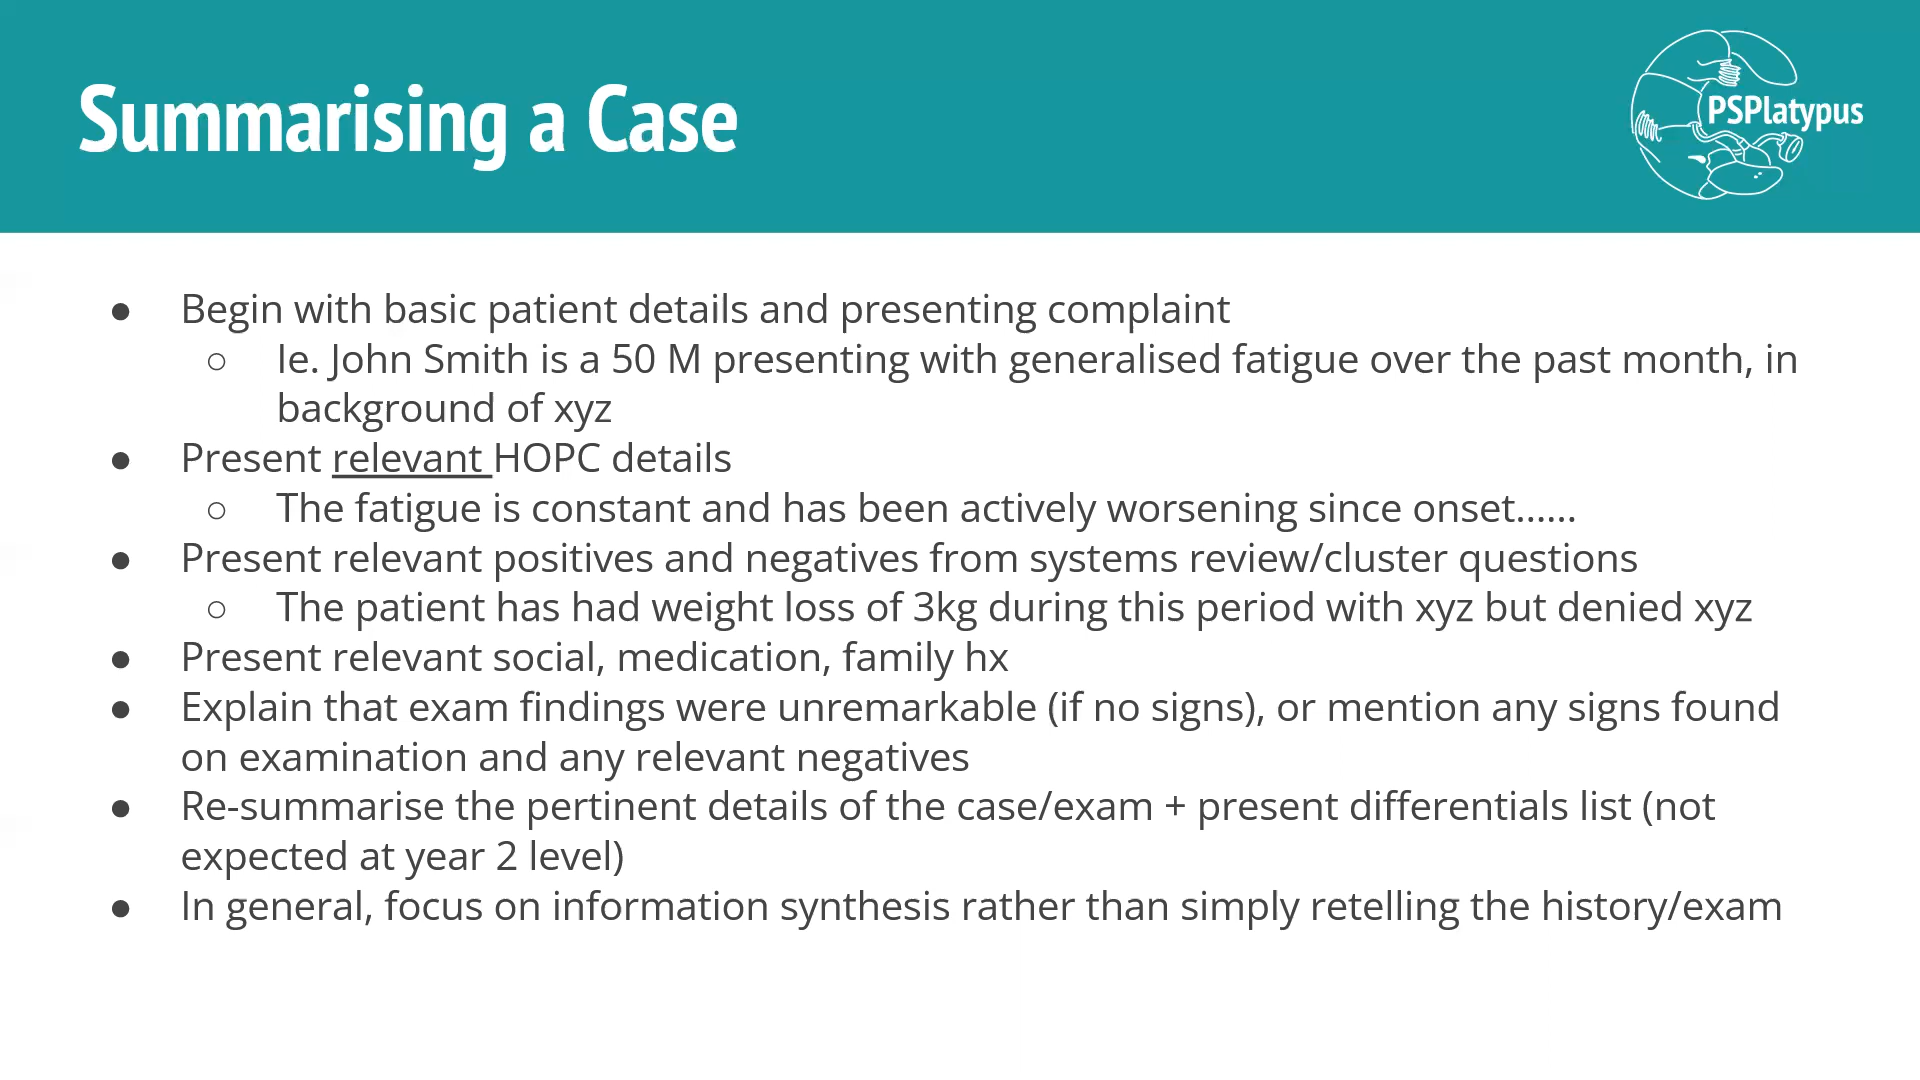 Summarising a Case
PSPlatypus
● Begin with basic patient details and presenting complaint
○ Ie. John Smith is a 50 M presenting with generalised fatigue over the past month, in
background of xyz
● Present relevant HOPC details
○ The fatigue is constant and has been actively worsening since onset......
● Present relevant positives and negatives from systems review/cluster questions
○ The patient has had weight loss of 3kg during this period with xyz but denied xyz
● Present relevant social, medication, family hx
● Explain that exam findings were unremarkable (if no signs), or mention any signs found
on examination and any relevant negatives
● Re-summarise the pertinent details of the case/exam + present differentials list (not
expected at year 2 level)
● In general, focus on information synthesis rather than simply retelling the history/exam